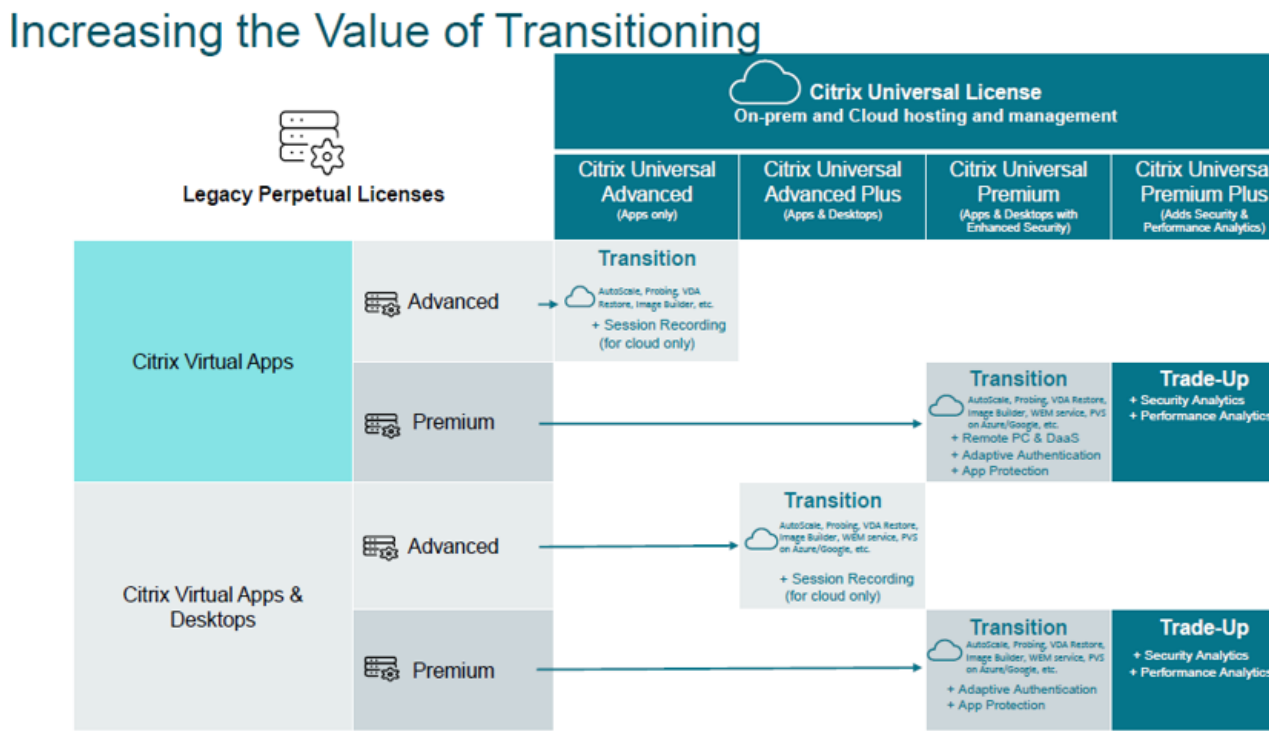 Increasing the Value of Transitioning
Citrix Universal License
On-prem and Cloud hosting and management
Legacy Perpetual Licenses
Citrix Universal
Advanced
(Apps only)
Citrix Universal
Advanced Plus
(Apps & Desktops)
Citrix Universal
Premium
(Apps & Desktops with
Enhanced Security)
Citrix Universa
Premium Plus
(Adds Security &
Performance Analytics)
Citrix Virtual Apps
Advanced
Transition
AutoScale, Probing, VDA
Restore, Image Builder, etc.
+ Session Recording
(for cloud only)
Premium
Transition
AutoScale, Probing, VDA Restore,
Image Builder, WEM service, PVS
on Azure/Google, etc.
+ Remote PC & DaaS
+ Adaptive Authentication
+ App Protection
Trade-Up
+ Security Analytics
+ Performance Analytics
Citrix Virtual Apps &
Desktops
Advanced
Transition
AutoScale, Probing, VDA Restore,
Image Builder, WEM service, PVS
on Azure/Google, etc.
+ Session Recording
(for cloud only)
Premium
Transition
AutoScale, Probing, VDA Restore,
Image Builder, WEM service, PVS
on Azure/Google, etc.
+ Adaptive Authentication
+ App Protection
Trade-Up
+ Security Analytics
+ Performance Analytics